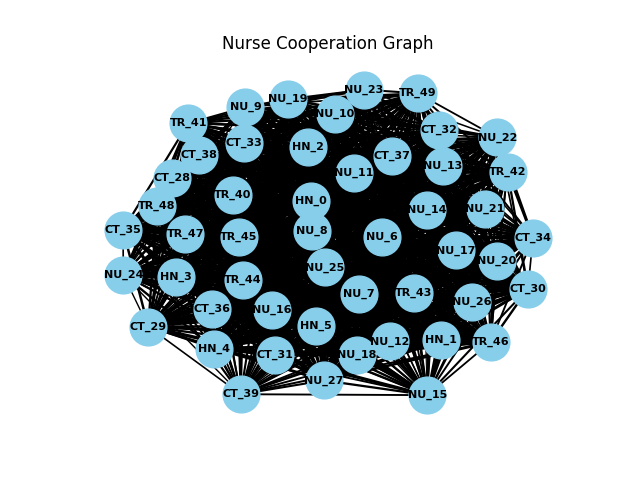 Nurse Cooperation Graph
NU_23
TR_49
NU_19
NU_9
NU_10
TR_41
CT_32
NU_22
CT_33
HN_2
CT_38
CT_37
NU_13
NU_11
TR_42
CT_28
TR_40
HN_0
TR_48
NU_14
NU_21
CT_35
NU_8
TR_47
TR_45
NU_6
CT_34
NU_17
NU_20
NU_25
NU_24
HN_3
TR_44
CT_30
NU_7
TR_43
NU_26
CT_36
NU_16
CT_29
HN_5
HN_1
NU_12
TR_46
HN_4
CT_31
NU_18
NU_27
CT_39
NU_15